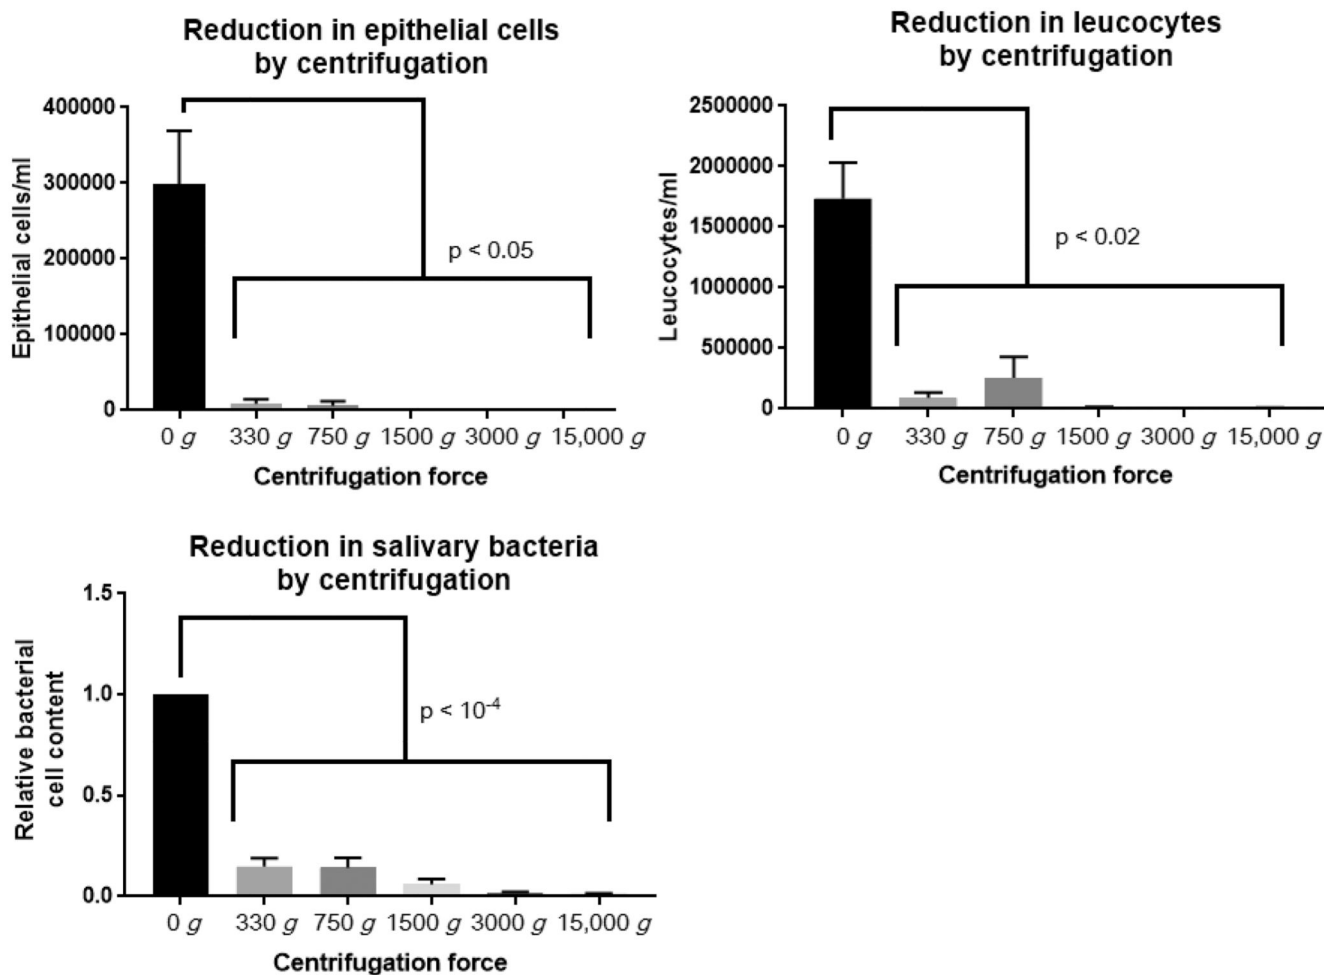 Reduction in epithelial cells
by centrifugation
400000
300000
200000
100000
0
Epithelial cells/ml
p < 0.05
0 g 330 g 750 g 1500 g 3000 g 15,000 g
Centrifugation force
Reduction in leucocytes
by centrifugation
2500000
2000000
1500000
1000000
500000
0
Leucocytes/ml
p < 0.02
0 g 330 g 750 g 1500 g 3000 g 15,000 g
Centrifugation force
Reduction in salivary bacteria
by centrifugation
1.5
1.0
0.5
0.0
Relative bacterial
cell content
p < 10⁻⁴
0 g 330 g 750 g 1500 g 3000 g 15,000 g
Centrifugation force